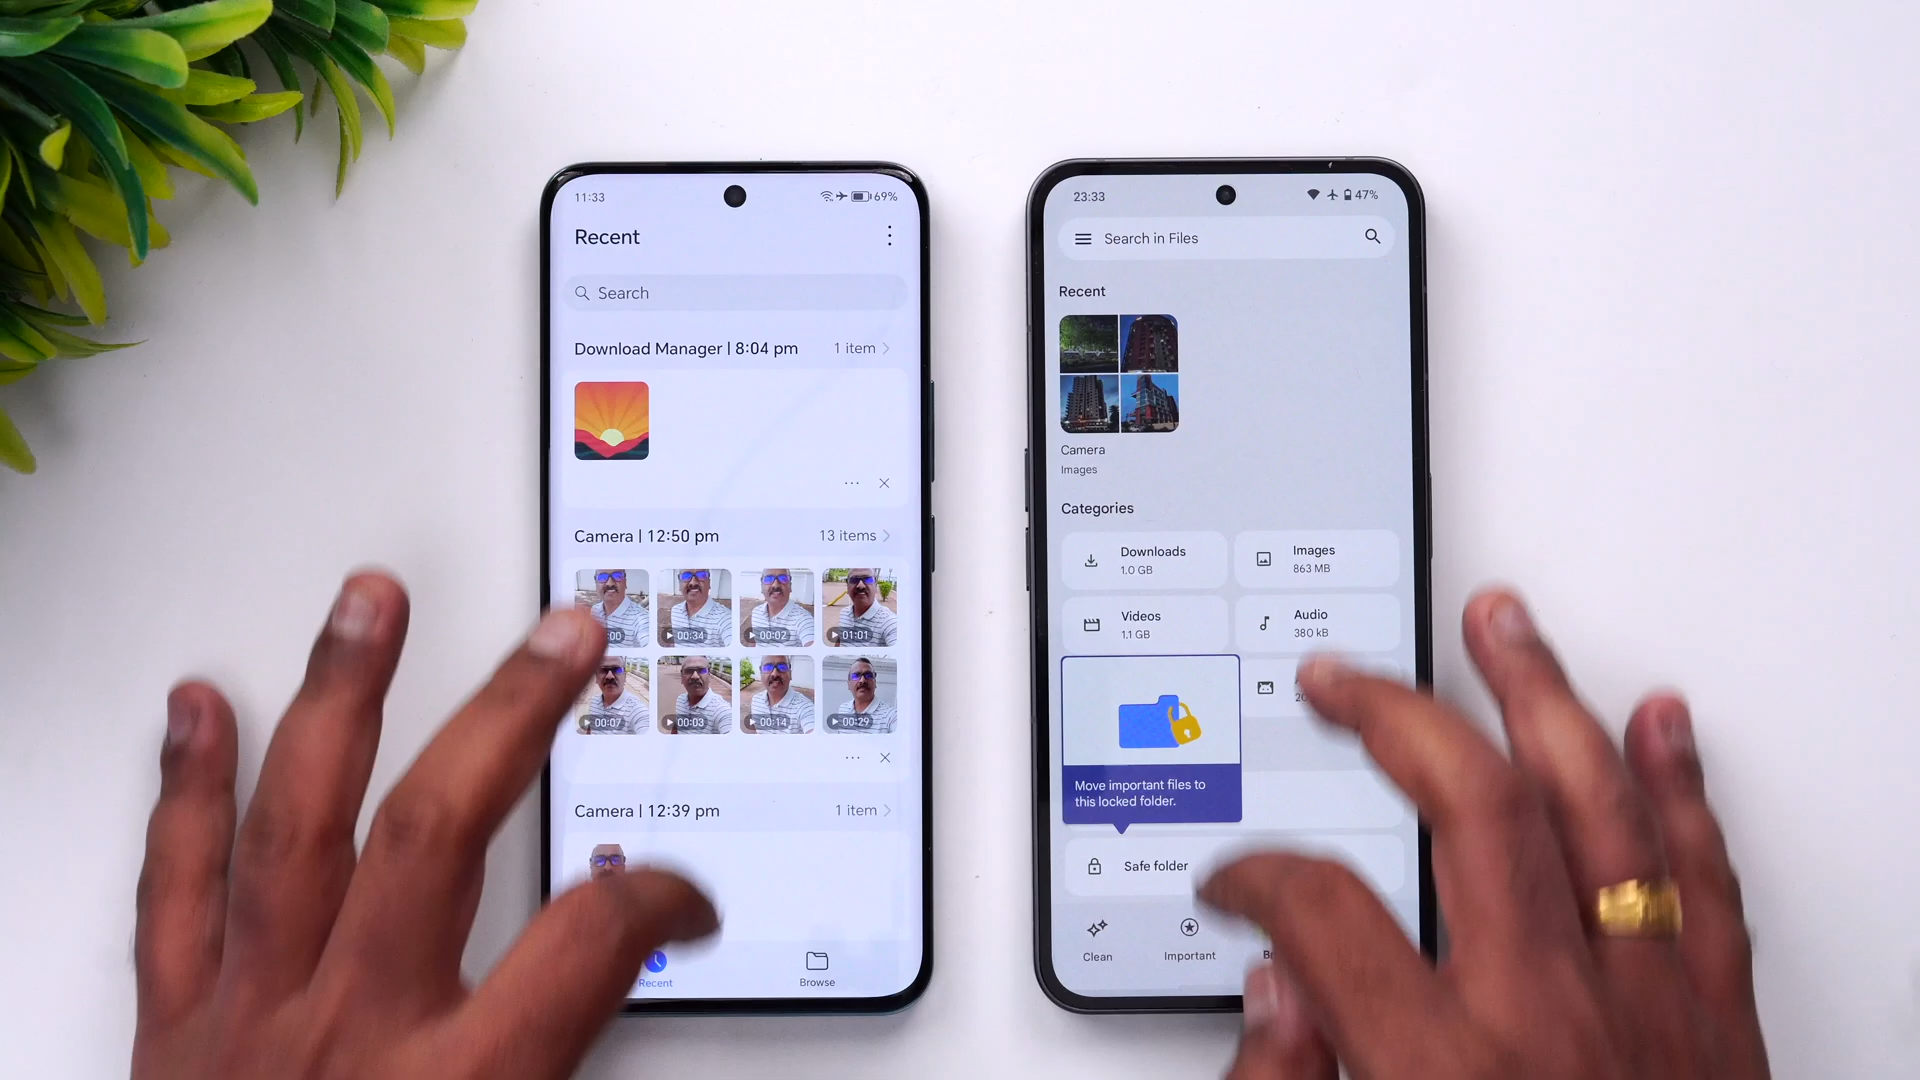 11:33
69%
Recent
Search
Download Manager | 8:04 pm
1 item
Camera | 12:50 pm
13 items
00:34
00:02
01:01
00:07
00:03
00:14
00:29
Camera | 12:39 pm
1 item
Recent
Browse
23:33
47%
Search in Files
Recent
Camera
Images
Categories
Downloads
1.0 GB
Images
863 MB
Videos
1.1 GB
Audio
380 kB
Move important files to
this locked folder.
Safe folder
Clean
Important